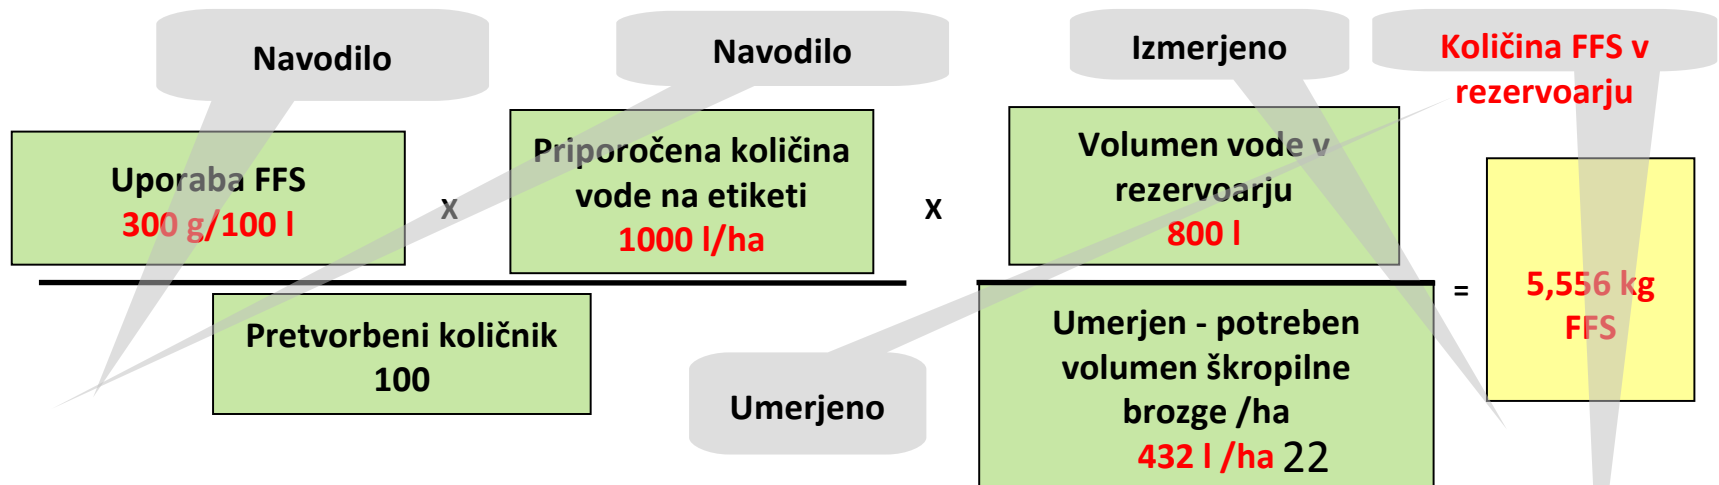 Navodilo
Navodilo
Izmerjeno
Količina FFS v
rezervoarju
Uporaba FFS
300 g/100 l
X
Priporočena količina
vode na etiketi
1000 l/ha
X
Volumen vode v
rezervoarju
800 l
Pretvorbeni količnik
100
Umerjeno
Umerjen - potreben
volumen škropilne
brozge /ha
432 l /ha 22
=
5,556 kg
FFS